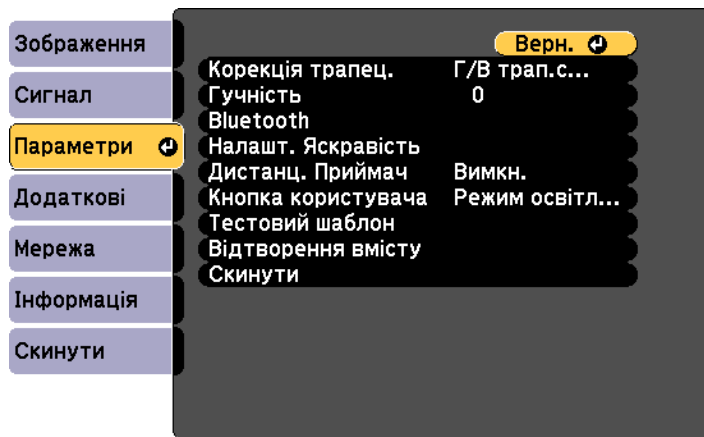 Зображення
Сигнал
Параметри
Додаткові
Мережа
Інформація
Скинути
Верн.
Корекція трапец. Г/В трап.с...
Гучність 0
Bluetooth
Налашт. Яскравість
Дистанц. Приймач Вимкн.
Кнопка користувача Режим освітл...
Тестовий шаблон
Відтворення вмісту
Скинути